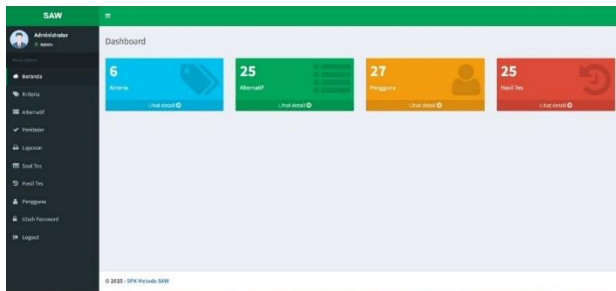 SAW
Administrator
Admin
Dashboard
6
Kriteria
Lihat detail
25
Alternatif
Lihat detail
27
Pengguna
Lihat detail
25
Hasil Tes
Lihat detail
Beranda
Kriteria
Alternatif
Penilaian
Laporan
Soal Tes
Hasil Tes
Pengguna
Ubah Password
Logout
© 2025 - SPK Metode SAW